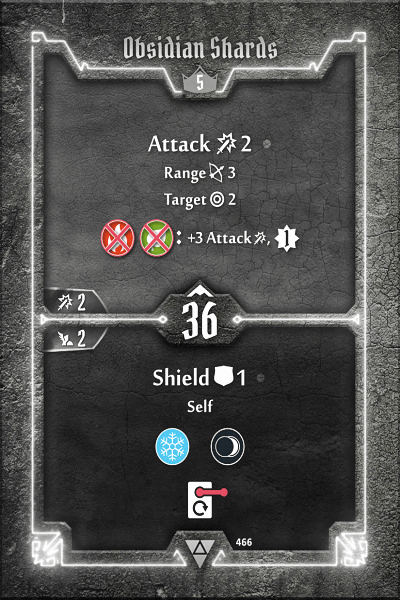 Obsidian Shards
5
Attack 2
Range 3
Target 2
: +3 Attack, 1
2
36
2
Shield 1
Self
466